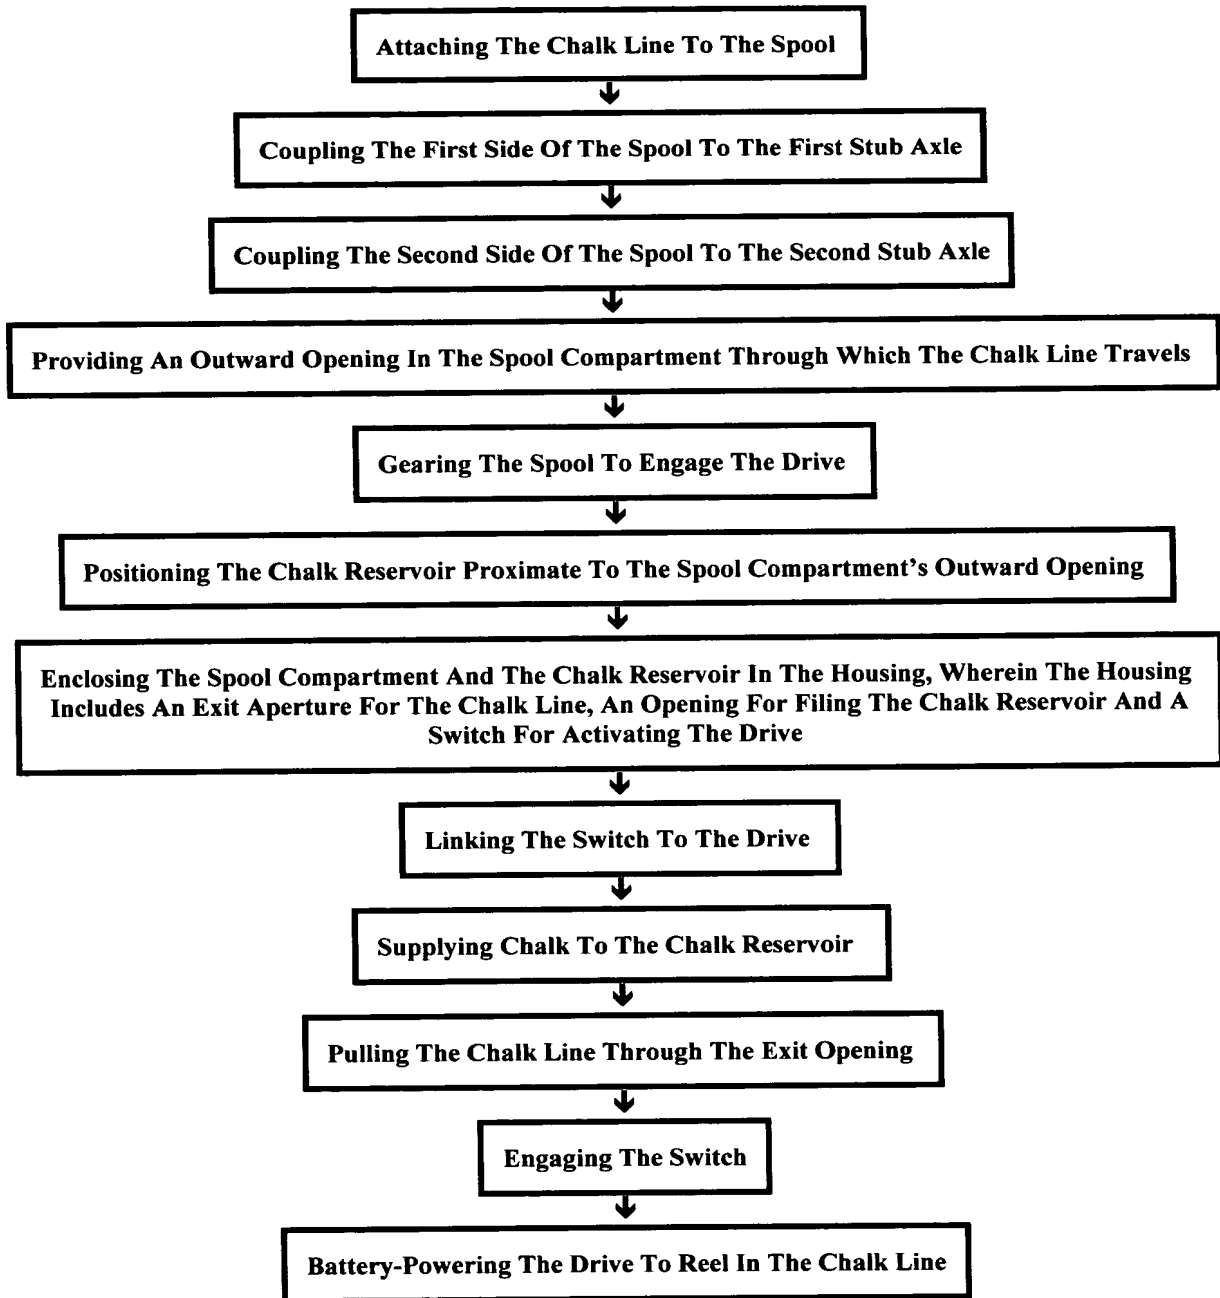 Attaching The Chalk Line To The Spool
Coupling The First Side Of The Spool To The First Stub Axle
Coupling The Second Side Of The Spool To The Second Stub Axle
Providing An Outward Opening In The Spool Compartment Through Which The Chalk Line Travels
Gearing The Spool To Engage The Drive
Positioning The Chalk Reservoir Proximate To The Spool Compartment's Outward Opening
Enclosing The Spool Compartment And The Chalk Reservoir In The Housing, Wherein The Housing
Includes An Exit Aperture For The Chalk Line, An Opening For Filing The Chalk Reservoir And A
Switch For Activating The Drive
Linking The Switch To The Drive
Supplying Chalk To The Chalk Reservoir
Pulling The Chalk Line Through The Exit Opening
Engaging The Switch
Battery-Powering The Drive To Reel In The Chalk Line